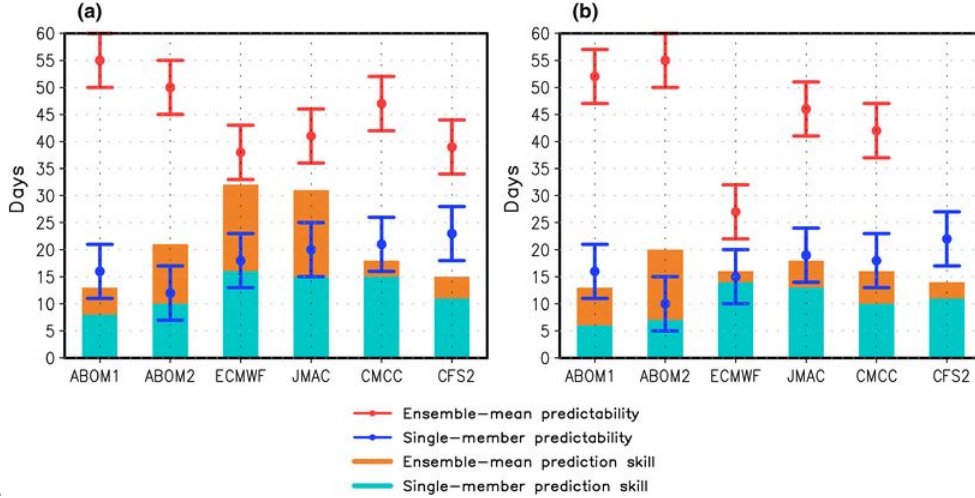 (a)
(b)
60
55
50
45
40
35
30
25
20
15
10
5
0
Days
ABOM1 ABOM2 ECMWF JMAC CMCC CFS2
60
55
50
45
40
35
30
25
20
15
10
5
0
Days
ABOM1 ABOM2 ECMWF JMAC CMCC CFS2
Ensemble-mean predictability
Single-member predictability
Ensemble-mean prediction skill
Single-member prediction skill